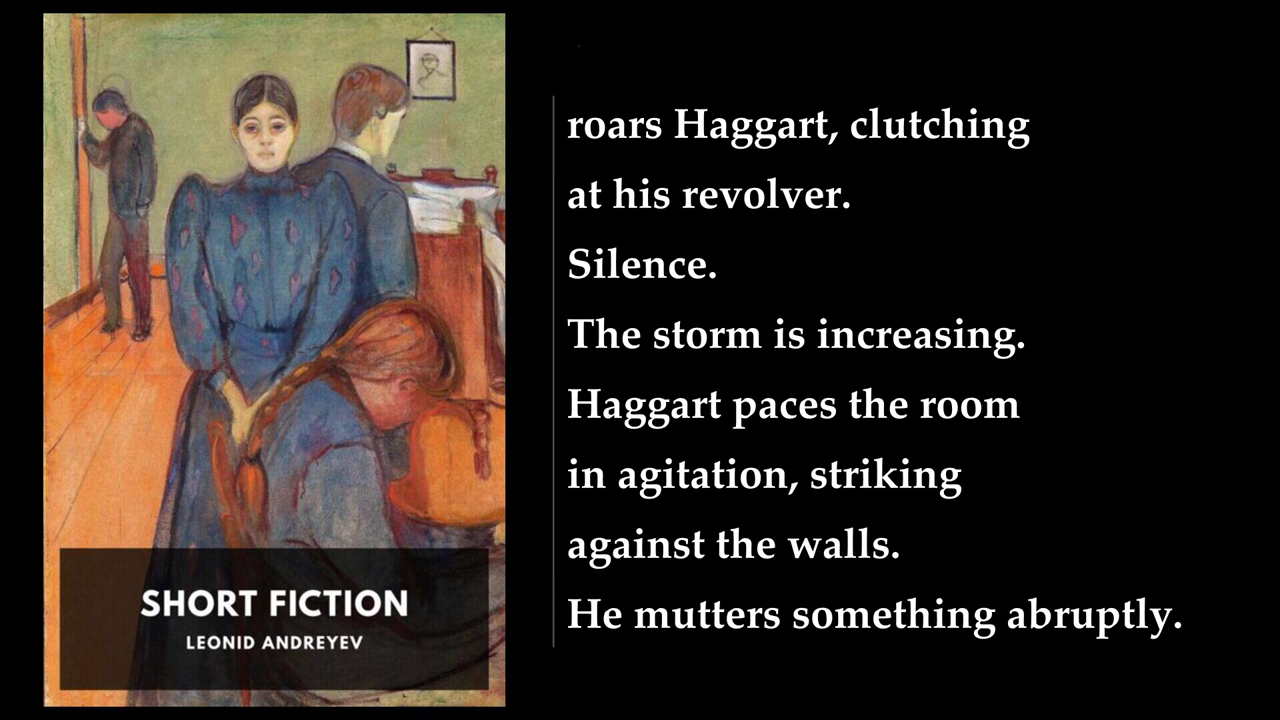 SHORT FICTION
LEONID ANDREYEV
roars Haggart, clutching
at his revolver.
Silence.
The storm is increasing.
Haggart paces the room
in agitation, striking
against the walls.
He mutters something abruptly.